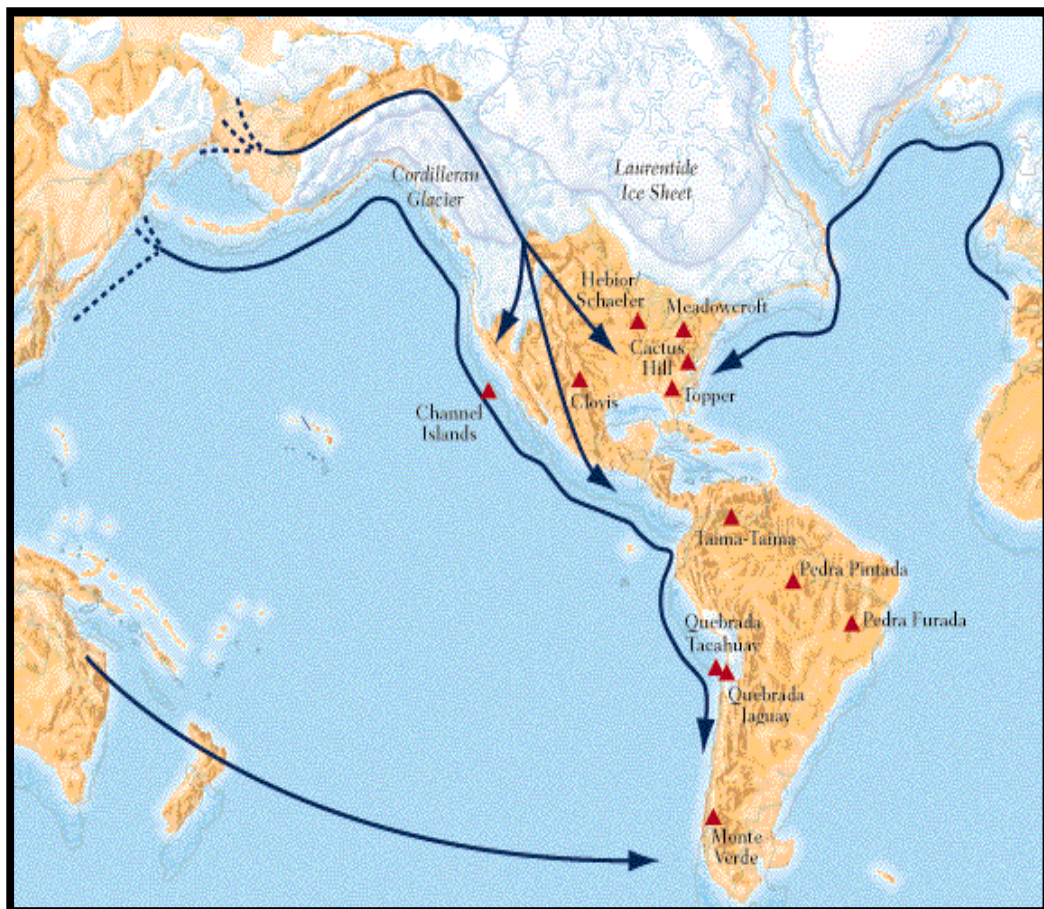 Cordilleran
Glacier
Laurentide
Ice Sheet
Hebior/
Schaefer
Meadowcroft
Cactus
Hill
Clovis
Topper
Channel
Islands
Taima-Taima
Pedra Pintada
Pedra Furada
Quebrada
Tacahuay
Quebrada
Jaguay
Monte
Verde